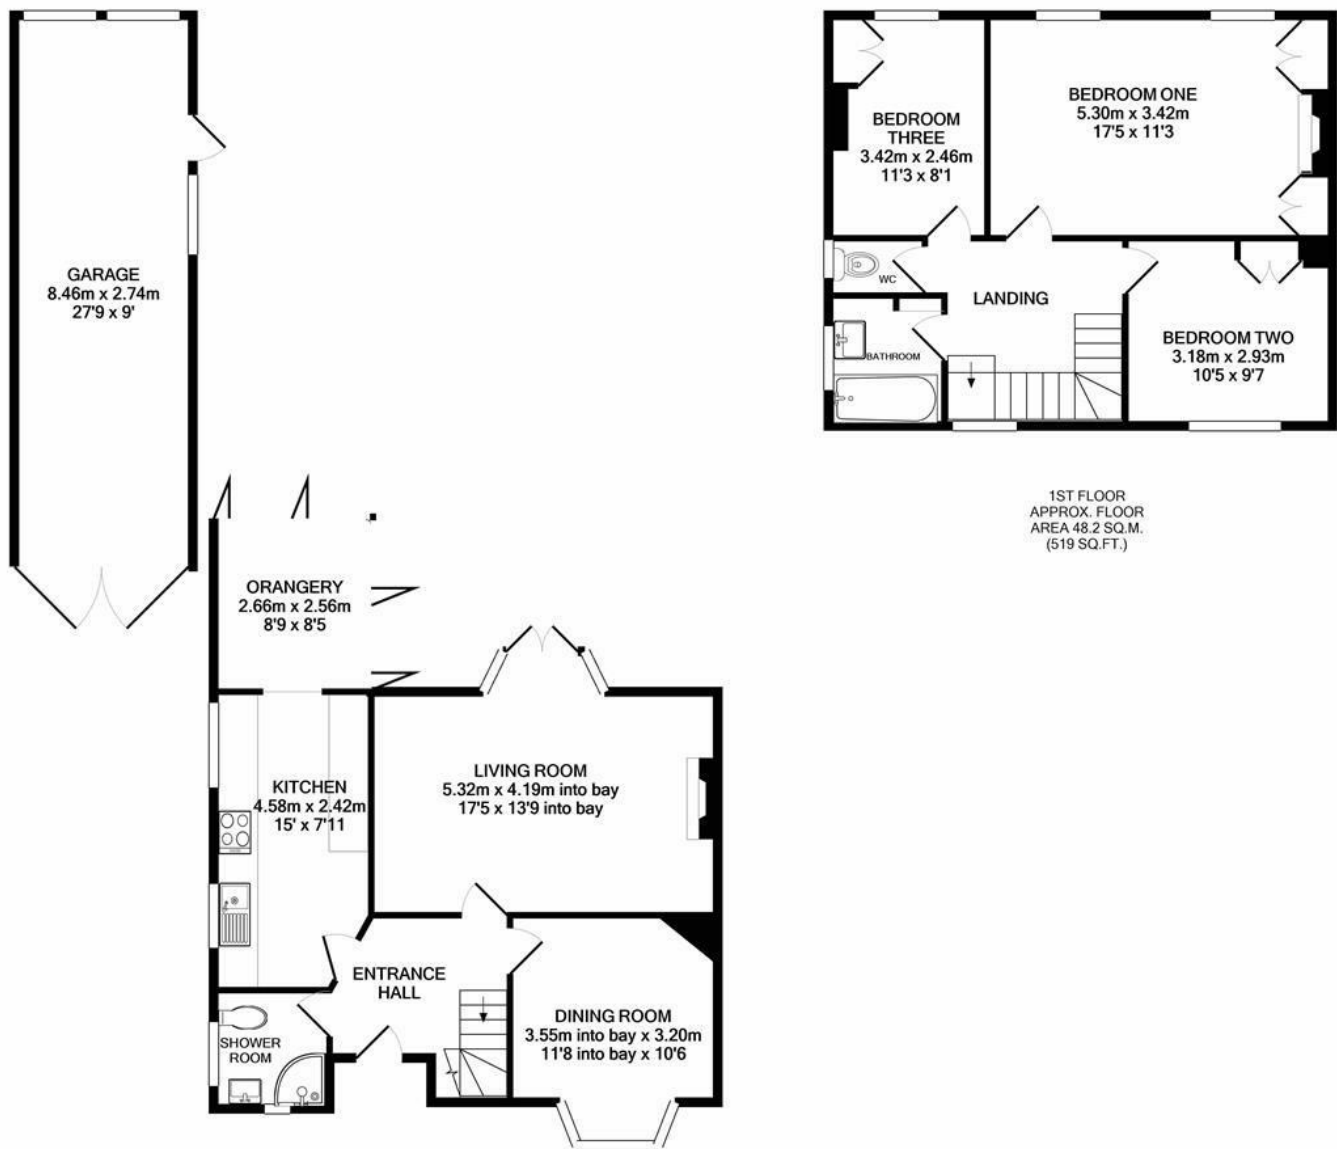 GARAGE
8.46m x 2.74m
27'9 x 9'
ORANGERY
2.66m x 2.56m
8'9 x 8'5
KITCHEN
4.58m x 2.42m
15' x 7'11
LIVING ROOM
5.32m x 4.19m into bay
17'5 x 13'9 into bay
ENTRANCE
HALL
SHOWER
ROOM
DINING ROOM
3.55m into bay x 3.20m
11'8 into bay x 10'6
BEDROOM
THREE
3.42m x 2.46m
11'3 x 8'1
BEDROOM ONE
5.30m x 3.42m
17'5 x 11'3
WC
LANDING
BATHROOM
BEDROOM TWO
3.18m x 2.93m
10'5 x 9'7
1ST FLOOR
APPROX. FLOOR
AREA 48.2 SQ.M.
(519 SQ.FT.)